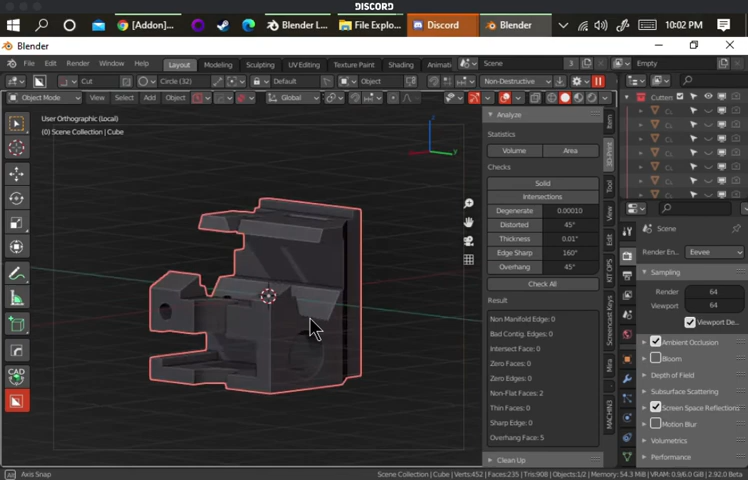 DISCORD
[Addon]...
Blender L...
File Explo...
Discord
Blender
10:02 PM
Blender
File Edit Render Window Help Layout Modeling Sculpting UV Editing Texture Paint Shading Animati Scene 3 Empty
Cut Circle (32) Default Object Non-Destructive
Object Mode View Select Add Object Global
User Orthographic (Local)
(0) Scene Collection | Cube
Z
Y
Analyze
Statistics
Volume Area
Checks
Solid
Intersections
Degenerate 0.00010
Distorted 45°
Thickness 0.01"
Edge Sharp 160°
Overhang 45°
Check All
Result
Non Manifold Edge: 0
Bad Contig. Edges: 0
Intersect Face: 0
Zero Faces: 0
Zero Edges: 0
Non-Flat Faces: 2
Thin Faces: 0
Sharp Edge: 0
Overhang Face: 5
Clean Up
Item
3D-Print
Tool
View
Edit
KIT OPS
Screencast Keys
Mira
MACHIN3
Cutters
Scene
Render En... Eevee
Sampling
Render 64
Viewport 64
Viewport De...
Ambient Occlusion
Bloom
Depth of Field
Subsurface Scattering
Screen Space Reflections
Motion Blur
Volumetrics
Performance
CAD
Axis Snap
Scene Collection | Cube | Verts:452 | Faces:235 | Tris:908 | Objects:1/2 | Memory: 54.3 MiB | VRAM: 0.9/6.0 GiB | 2.92.0 Beta